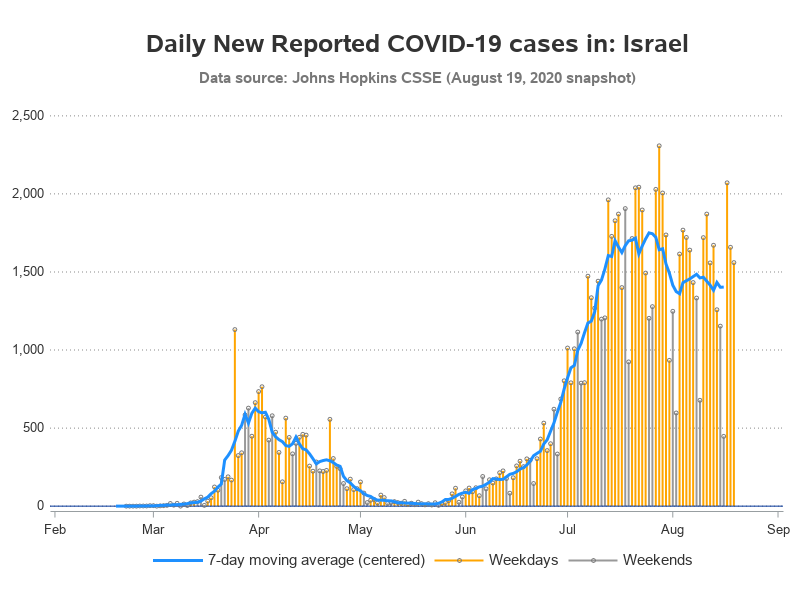 Daily New Reported COVID-19 cases in: Israel
Data source: Johns Hopkins CSSE (August 19, 2020 snapshot)
2,500
2,000
1,500
1,000
500
0
Feb Mar Apr May Jun Jul Aug Sep
7-day moving average (centered) Weekdays Weekends